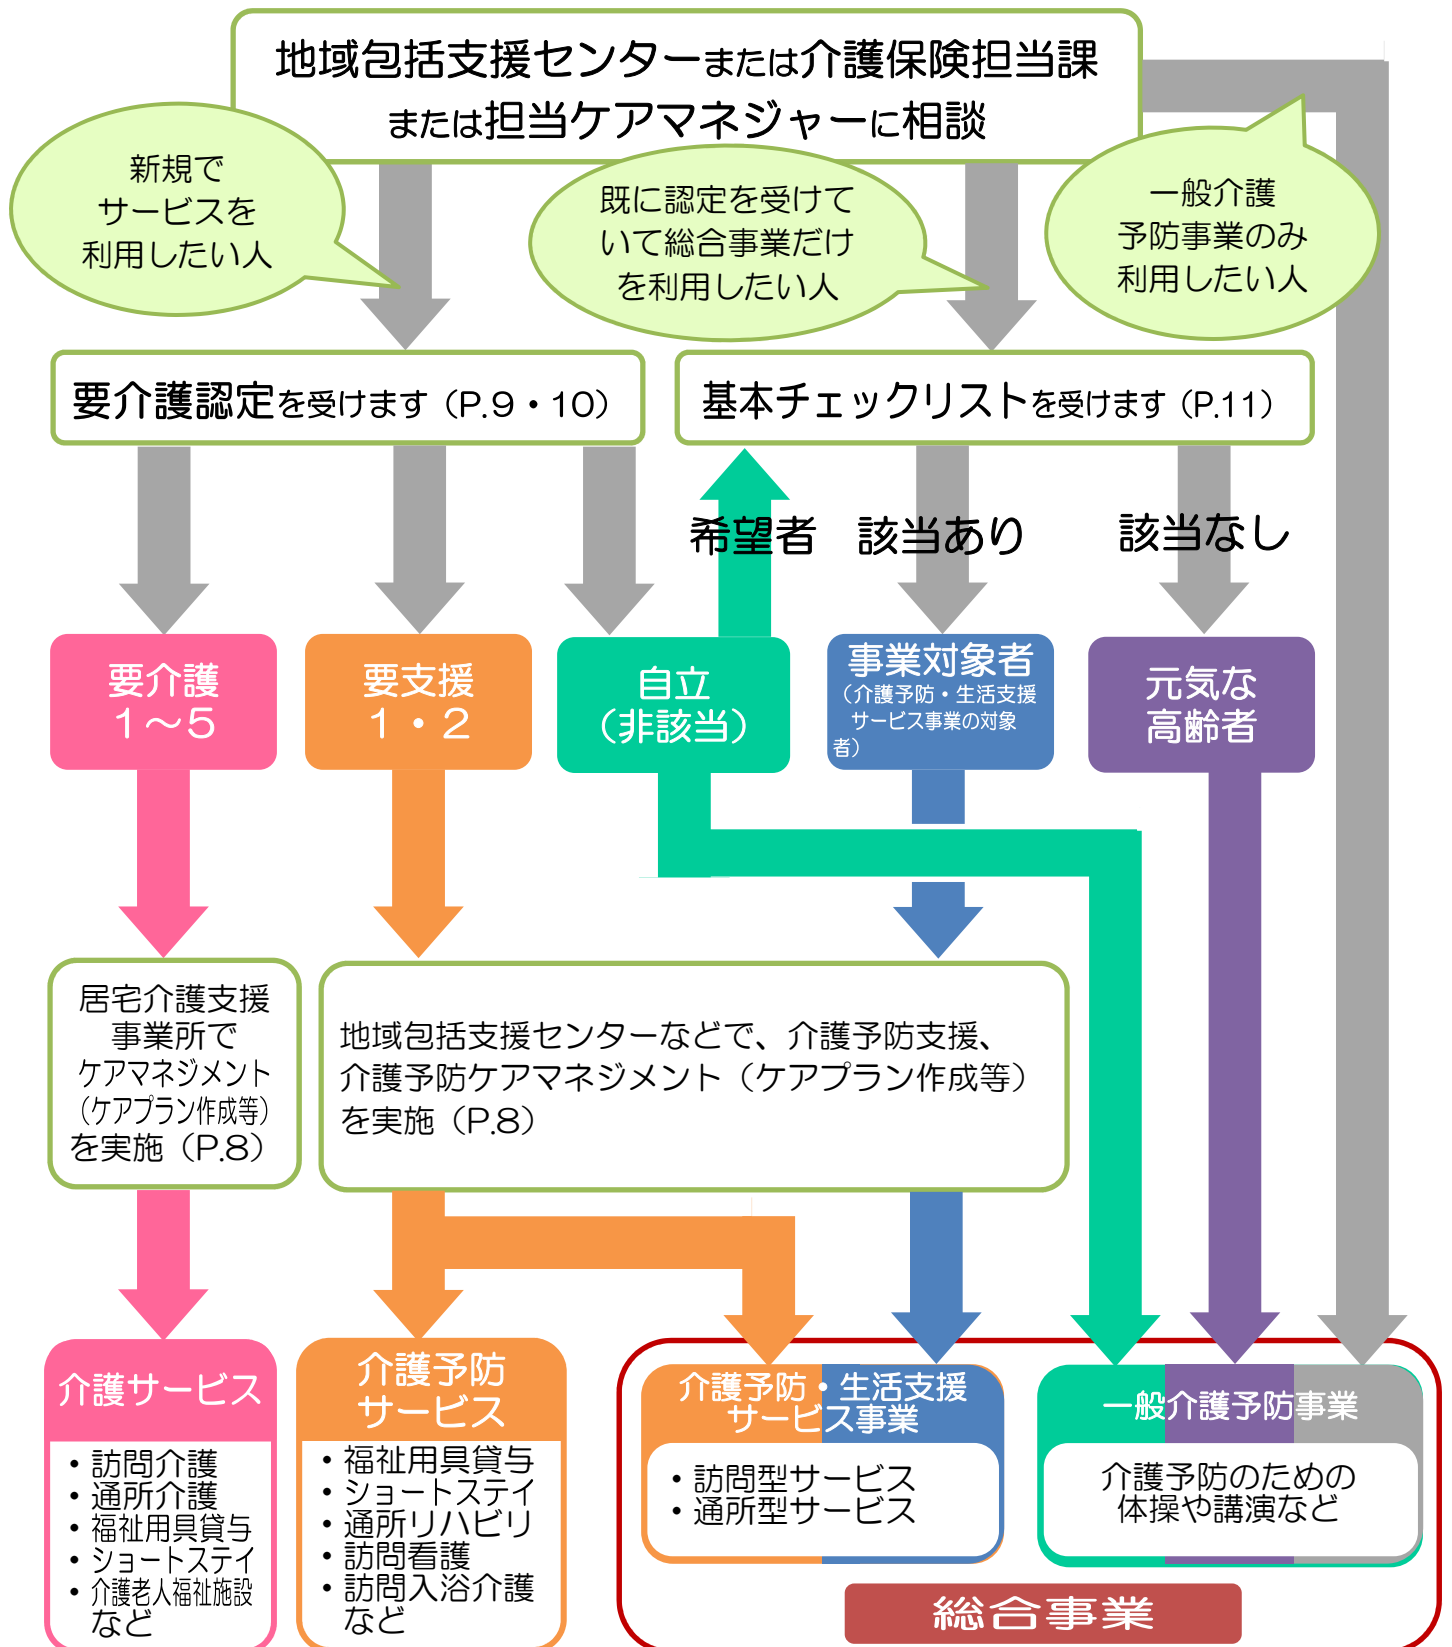 地域包括支援センターまたは介護保険担当課
または担当ケアマネジャーに相談
新規で
サービスを
利用したい人
既に認定を受けて
いて総合事業だけ
を利用したい人
一般介護
予防事業のみ
利用したい人
要介護認定を受けます（P.9・10）
基本チェックリストを受けます（P.11）
希望者
該当あり
該当なし
要介護
1～5
要支援
1・2
自立
（非該当）
事業対象者
（介護予防・生活支援
サービス事業の対象
者）
元気な
高齢者
居宅介護支援
事業所で
ケアマネジメント
（ケアプラン作成等）
を実施（P.8）
地域包括支援センターなどで、介護予防支援、
介護予防ケアマネジメント（ケアプラン作成等）
を実施（P.8）
介護サービス
・訪問介護
・通所介護
・福祉用具貸与
・ショートステイ
・介護老人福祉施設
など
介護予防
サービス
・福祉用具貸与
・ショートステイ
・通所リハビリ
・訪問看護
・訪問入浴介護
など
介護予防・生活支援
サービス事業
・訪問型サービス
・通所型サービス
一般介護予防事業
介護予防のための
体操や講演など
総合事業